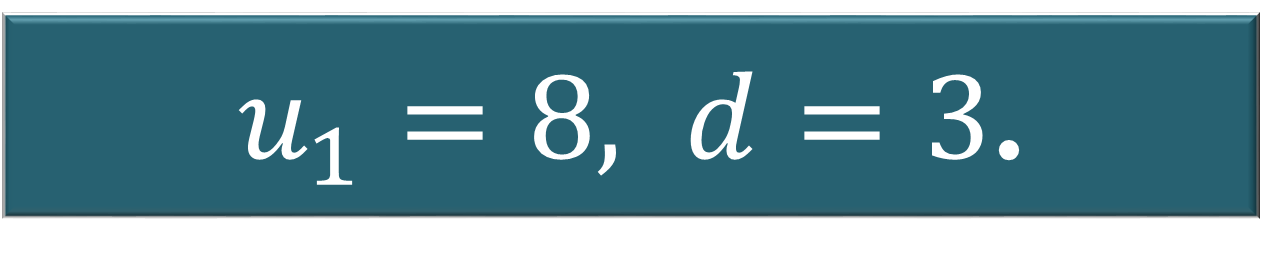 u₁ = 8, d = 3.